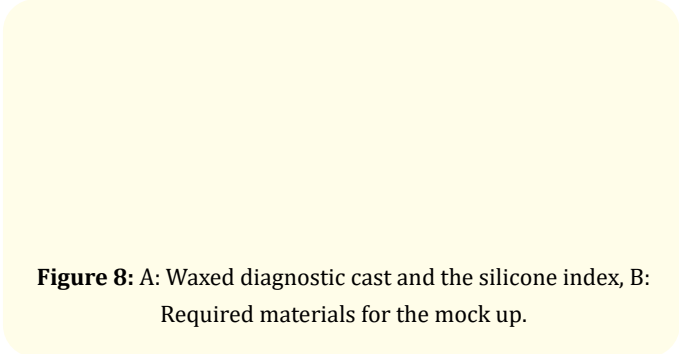 Figure 8: A: Waxed diagnostic cast and the silicone index, B:
Required materials for the mock up.